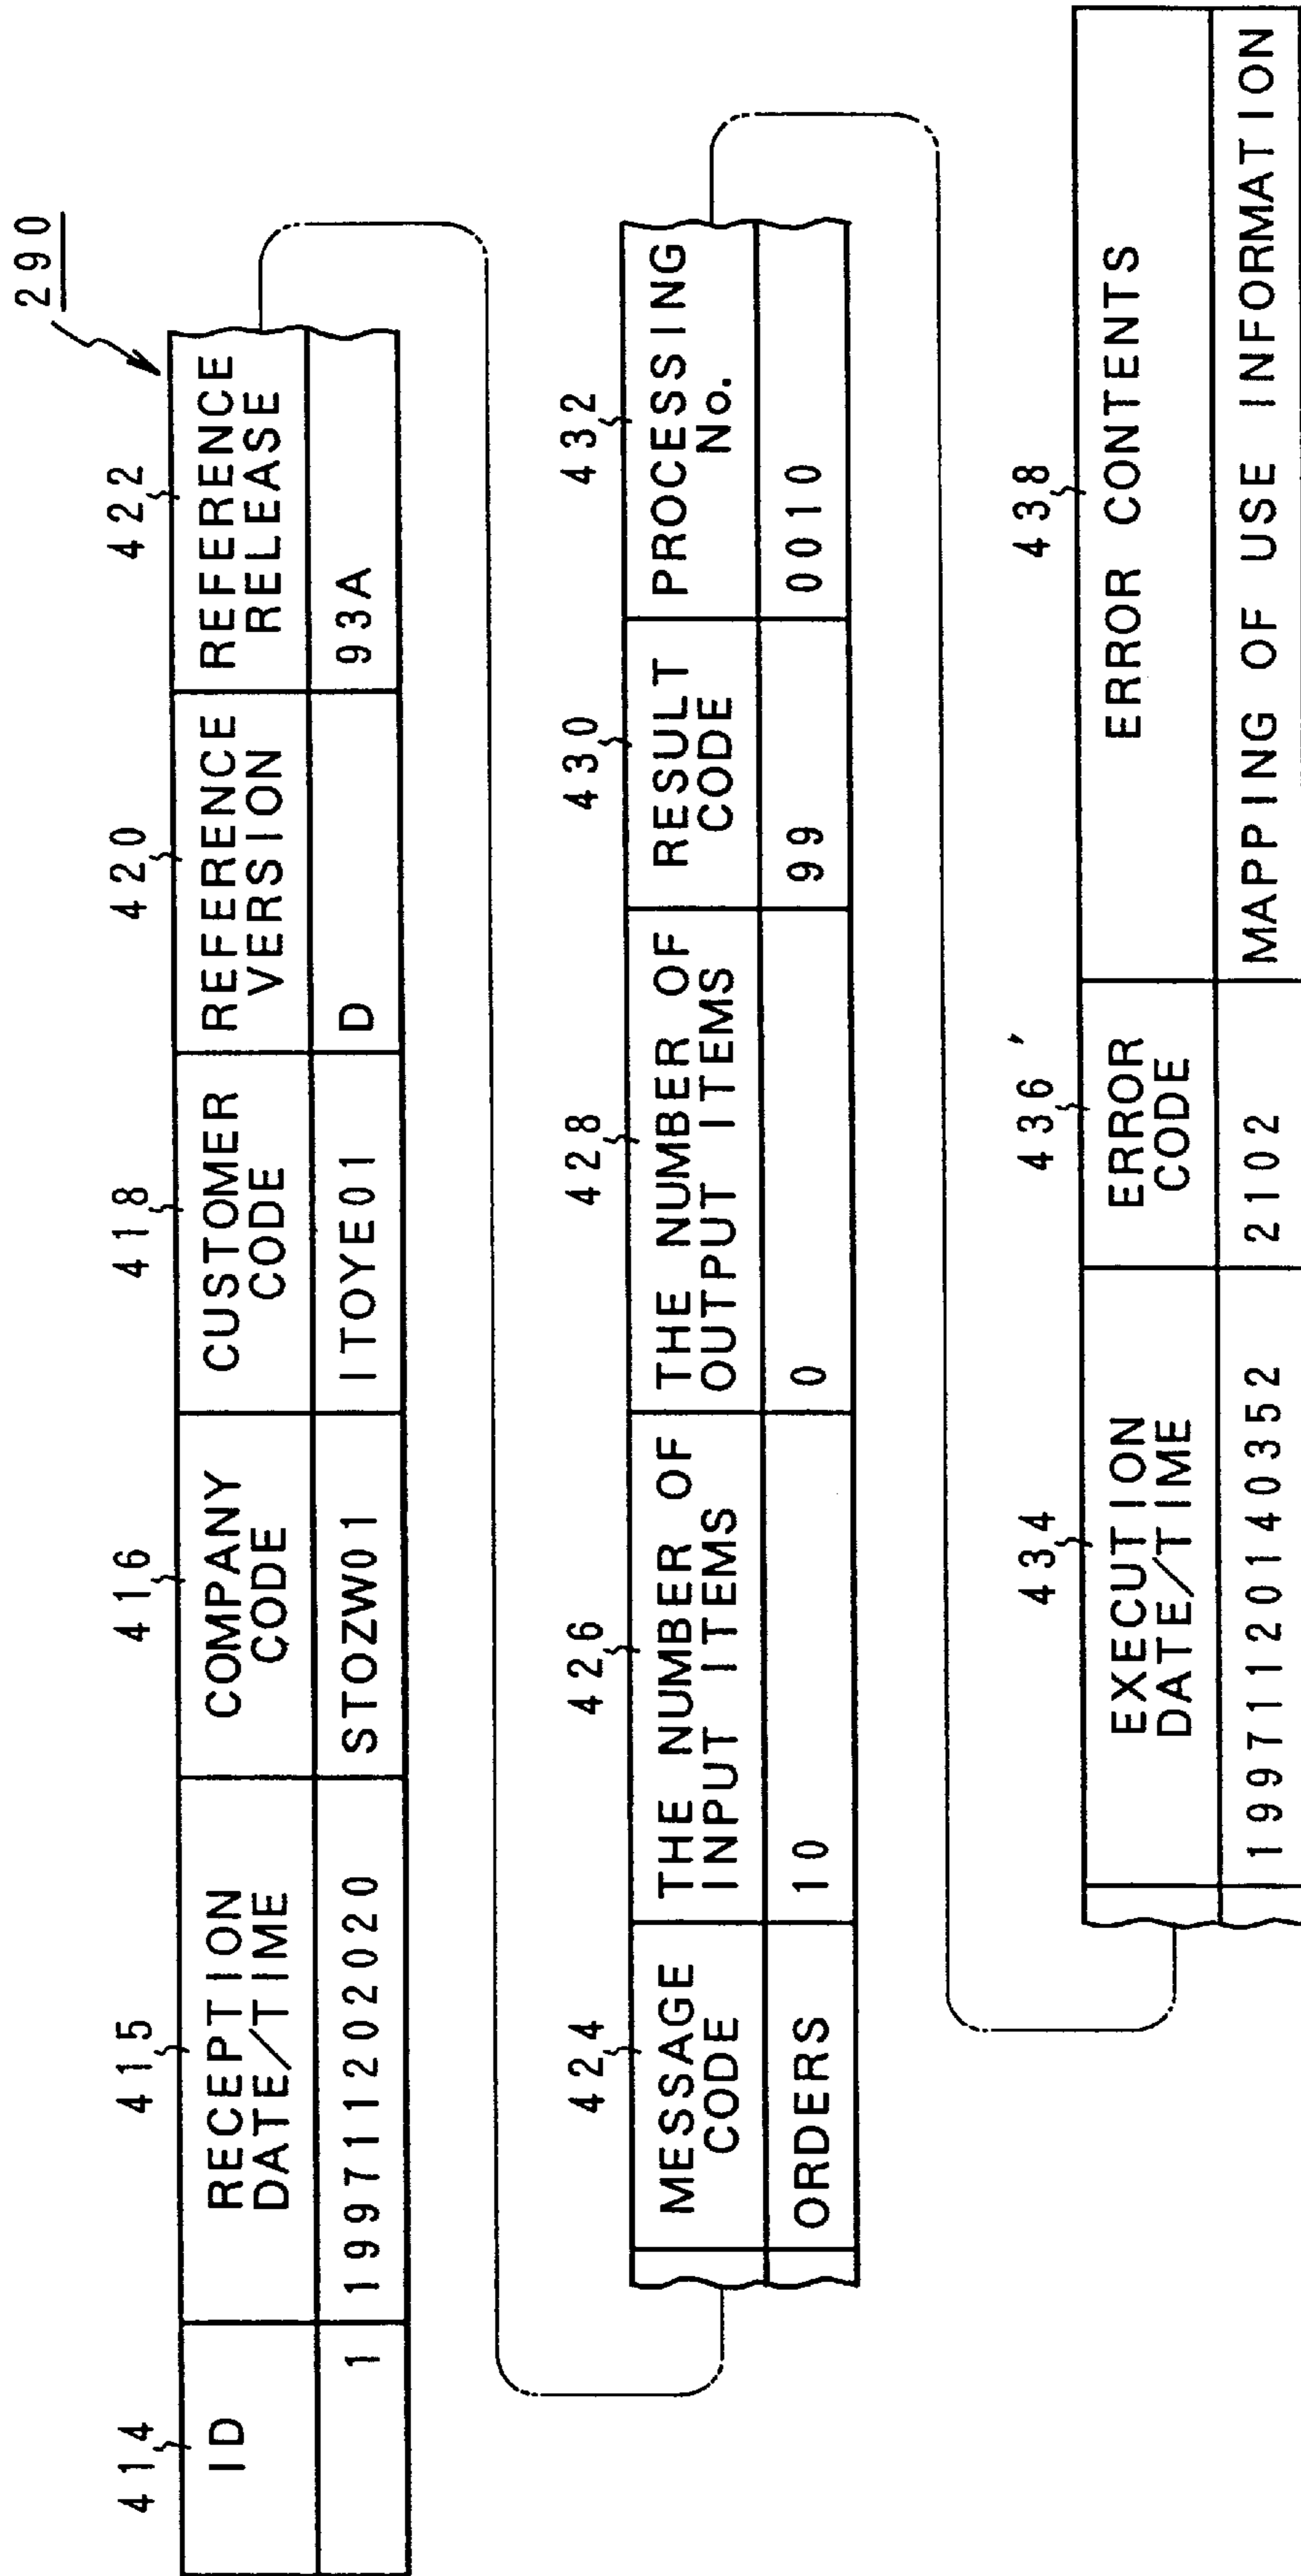 290
414
415
416
418
420
422
ID
RECEPTION
DATE/TIME
COMPANY
CODE
CUSTOMER
CODE
REFERENCE
VERSION
REFERENCE
RELEASE
1
199711202020
STOZW01
ITOYE01
D
93A
424
426
428
430
432
MESSAGE
CODE
THE NUMBER OF
INPUT ITEMS
THE NUMBER OF
OUTPUT ITEMS
RESULT
CODE
PROCESSING
No.
ORDERS
10
0
99
0010
434
436'
438
EXECUTION
DATE/TIME
ERROR
CODE
ERROR CONTENTS
19971120140352
2102
MAPPING OF USE INFORMATION